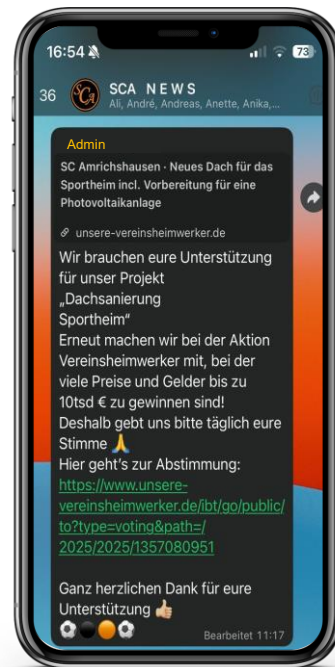 16:54
73
36
SCA
SCA N E W S
Ali, André, Andreas, Anette, Anika,...
Admin
SC Amrichshausen · Neues Dach für das
Sportheim incl. Vorbereitung für eine
Photovoltaikanlage
unsere-vereinsheimwerker.de
Wir brauchen eure Unterstützung
für unser Projekt
„Dachsanierung
Sportheim“
Erneut machen wir bei der Aktion
Vereinsheimwerker mit, bei der
viele Preise und Gelder bis zu
10tsd € zu gewinnen sind!
Deshalb gebt uns bitte täglich eure
Stimme 🙏
Hier geht's zur Abstimmung:
https://www.unsere-
vereinsheimwerker.de/ibt/go/public/
to?type=voting&path=/
2025/2025/1357080951
Ganz herzlichen Dank für eure
Unterstützung 👍🏼
⚽⚫🟠⚽
Bearbeitet 11:17